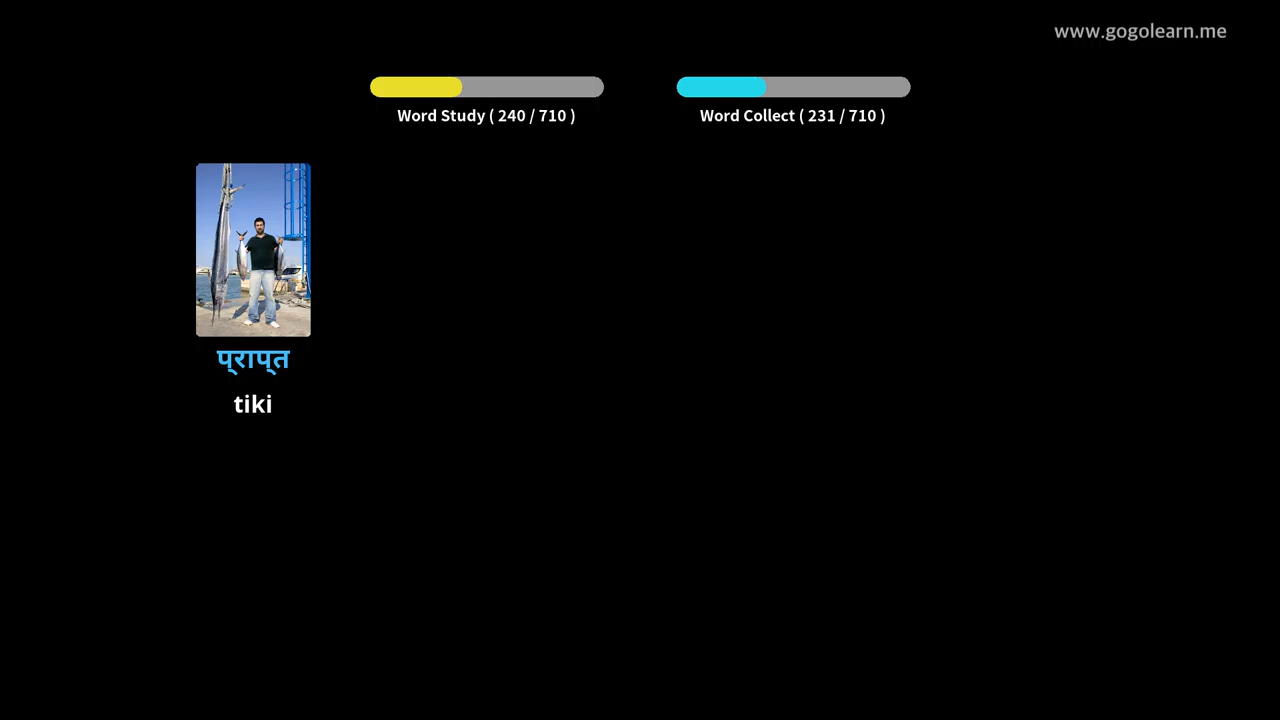 www.gogolearn.me
Word Study ( 240 / 710 )
Word Collect ( 231 / 710 )
प्राप्त
tiki